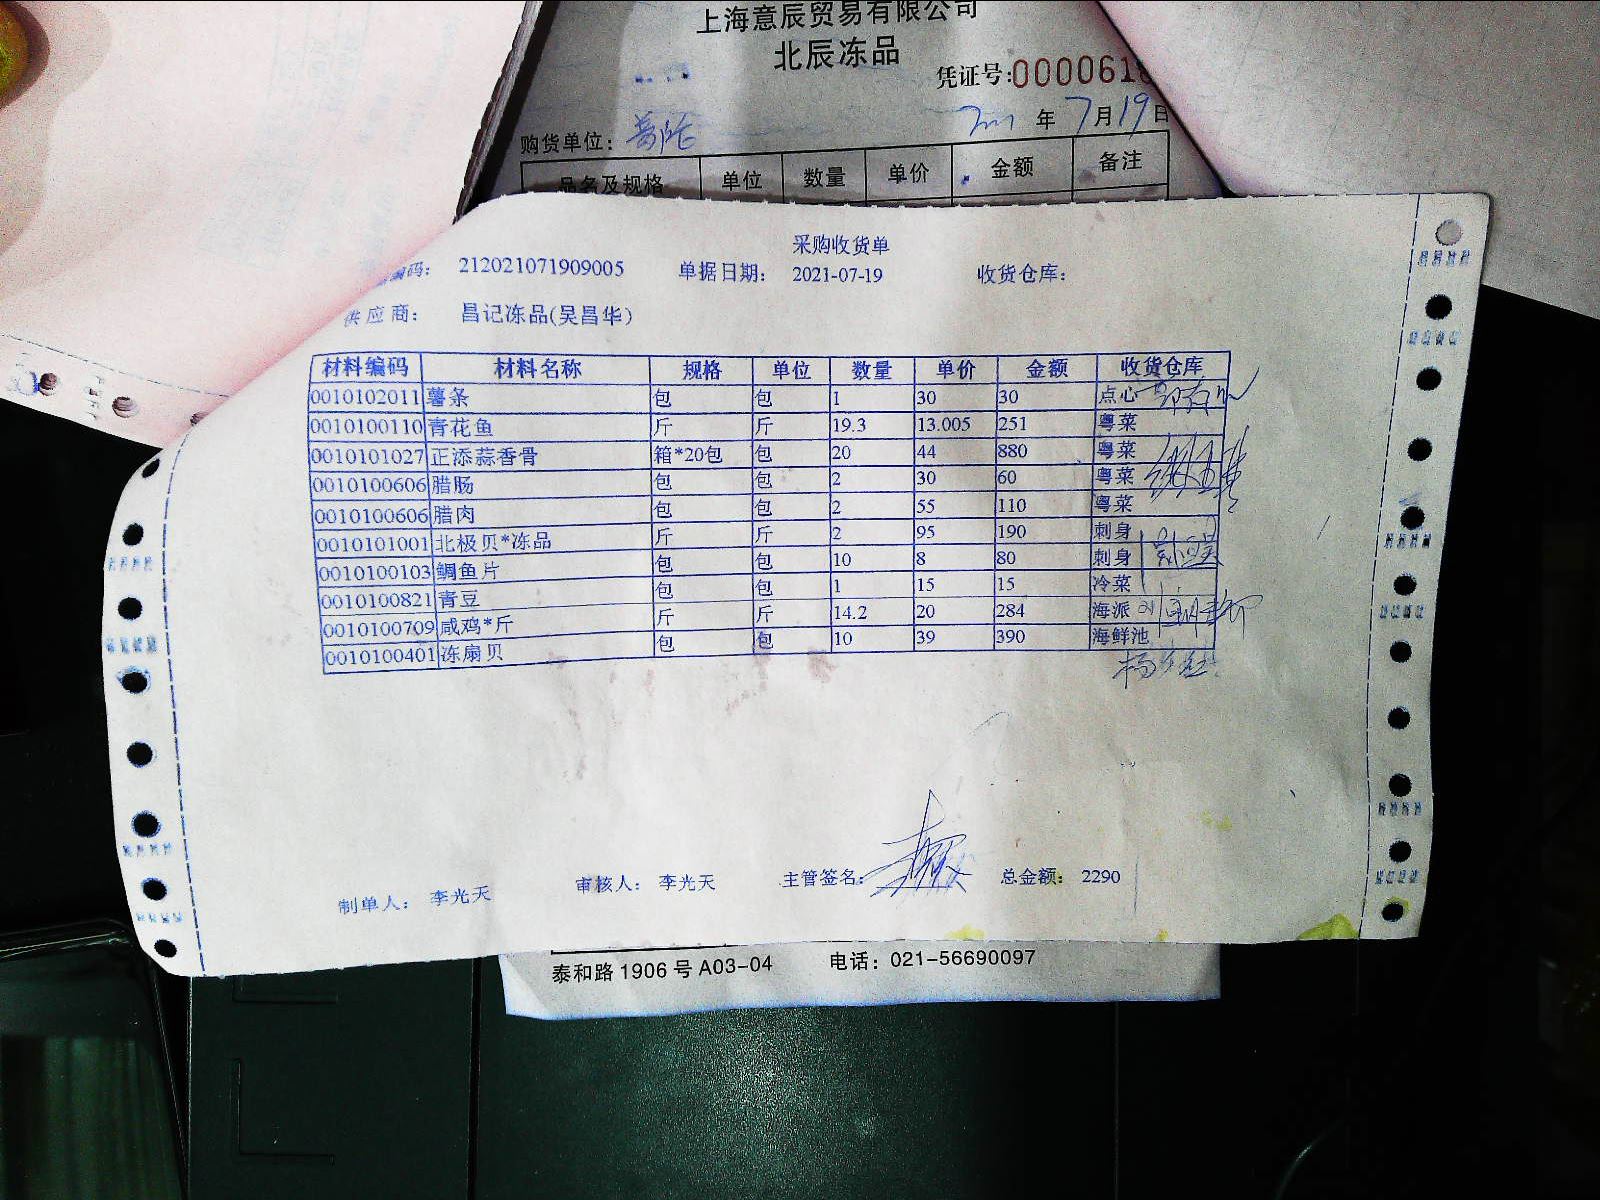 上海意辰贸易有限公司
北辰冻品
凭证号:0000618
年 7月19日
购货单位:
品名及规格 单位 数量 单价 金额 备注
采购收货单
编码: 212021071909005 单据日期: 2021-07-19 收货仓库:
供应商: 昌记冻品(吴昌华)
材料编码 材料名称 规格 单位 数量 单价 金额 收货仓库
0010102011 薯条 包 包 1 30 30 点心
0010100110 青花鱼 斤 斤 19.3 13.005 251 粤菜
0010101027 正添蒜香骨 箱*20包 包 20 44 880 粤菜
0010100606 腊肠 包 包 2 30 60 粤菜
0010100606 腊肉 包 包 2 55 110 粤菜
0010101001 北极贝*冻品 斤 斤 2 95 190 刺身
0010100103 鲷鱼片 包 包 10 8 80 刺身
0010100821 青豆 包 包 1 15 15 冷菜
0010100709 咸鸡*斤 斤 斤 14.2 20 284 海派
0010100401 冻扇贝 包 包 10 39 390 海鲜池
制单人: 李光天 审核人: 李光天 主管签名: 总金额: 2290
泰和路1906号A03-04 电话: 021-56690097